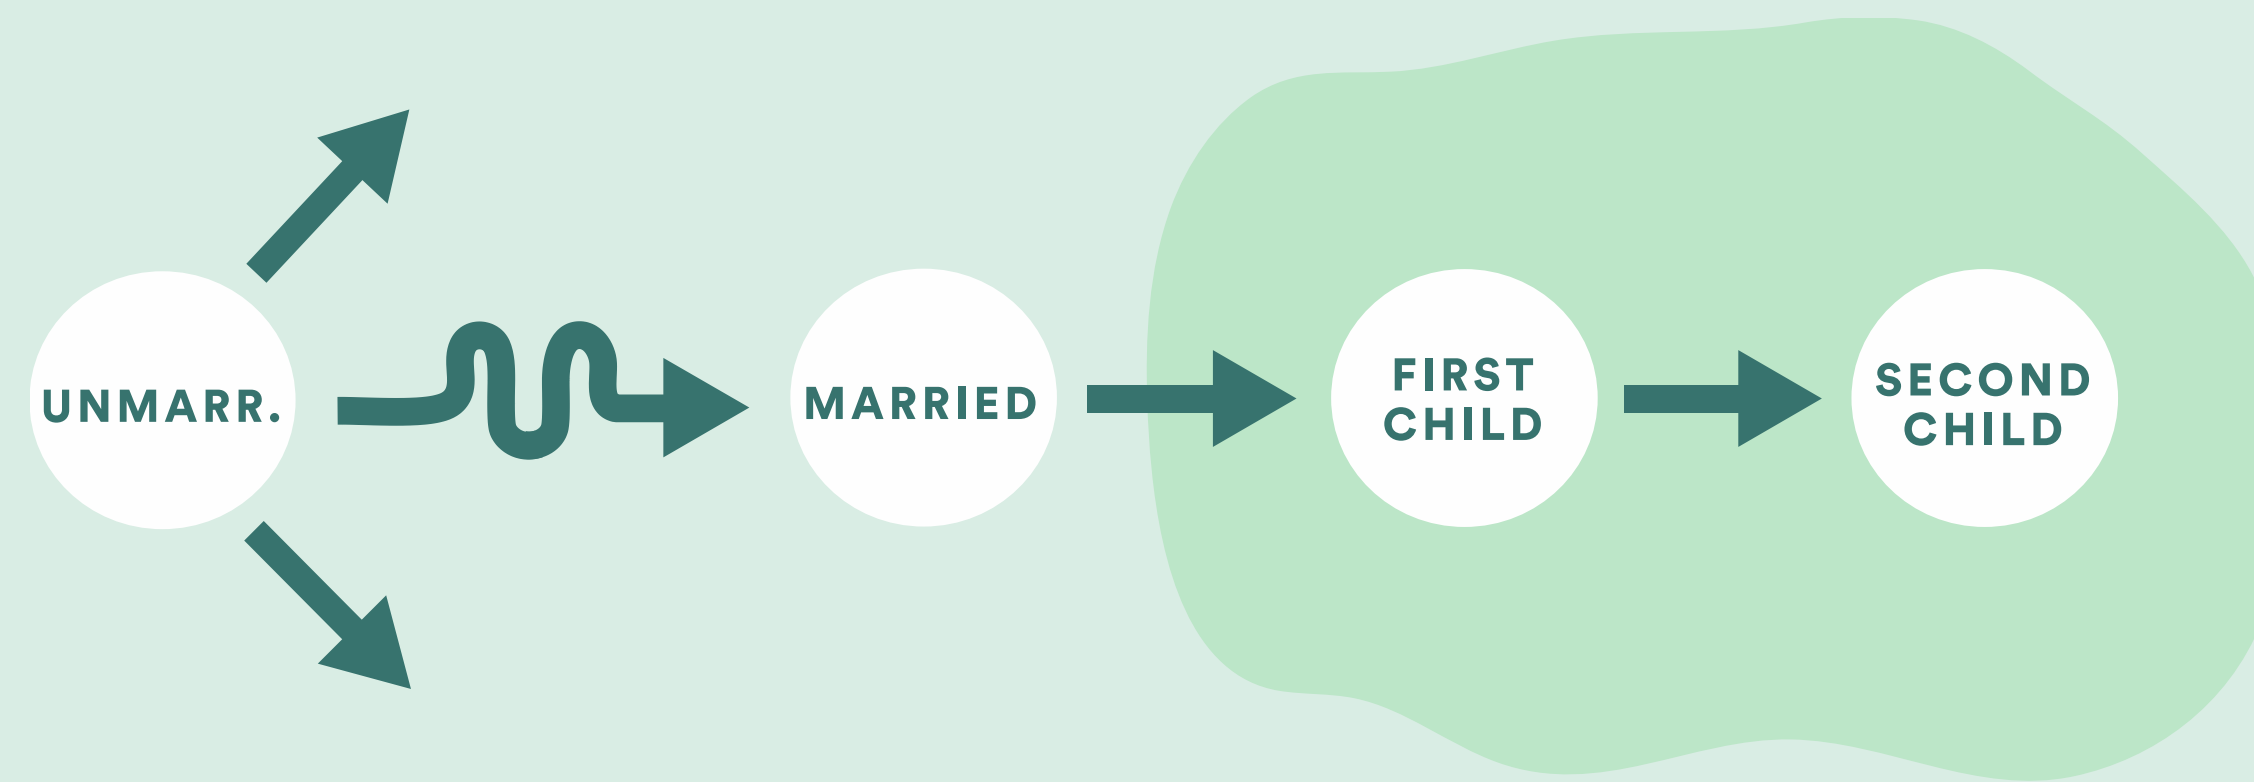 UNMARR.
MARRIED
FIRST
CHILD
SECOND
CHILD